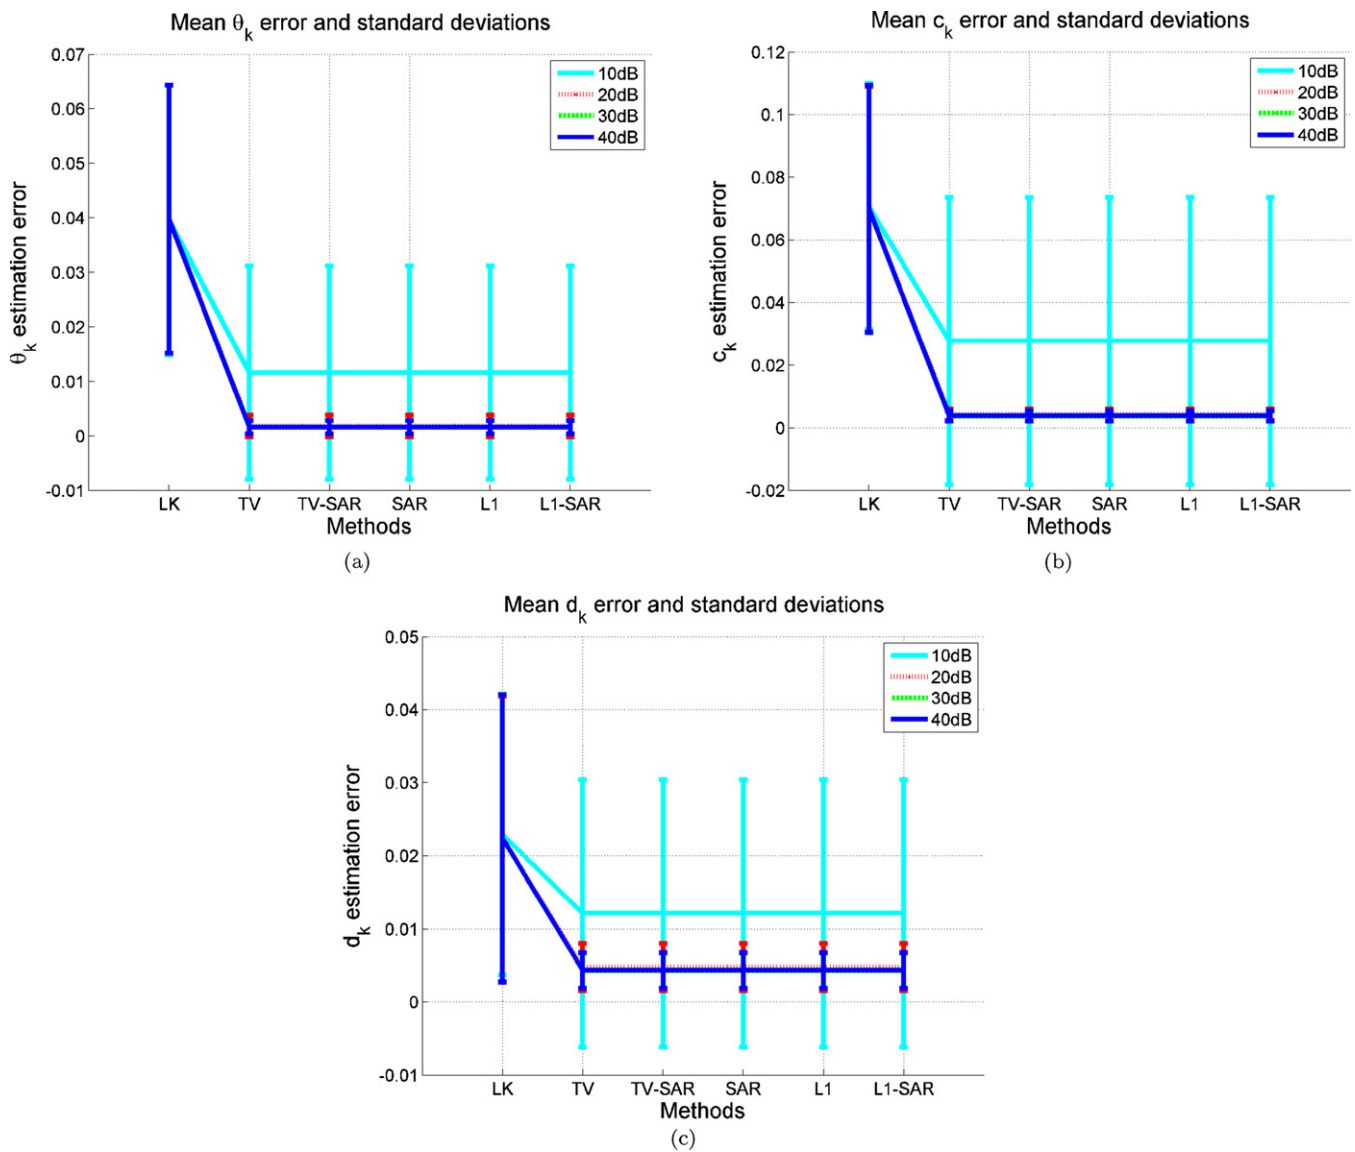 Mean θk error and standard deviations
0.07
0.06
0.05
0.04
0.03
0.02
0.01
0
-0.01
θk estimation error
10dB
20dB
30dB
40dB
LK TV TV-SAR SAR L1 L1-SAR
Methods
(a)
Mean ck error and standard deviations
0.12
0.1
0.08
0.06
0.04
0.02
0
-0.02
ck estimation error
10dB
20dB
30dB
40dB
LK TV TV-SAR SAR L1 L1-SAR
Methods
(b)
Mean dk error and standard deviations
0.05
0.04
0.03
0.02
0.01
0
-0.01
dk estimation error
10dB
20dB
30dB
40dB
LK TV TV-SAR SAR L1 L1-SAR
Methods
(c)